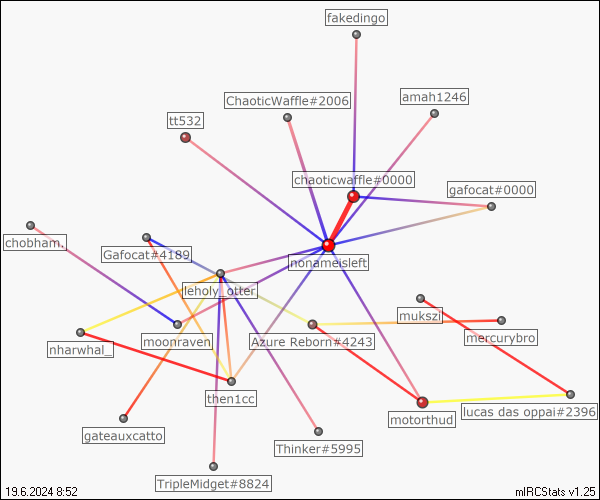 fakedingo
ChaoticWaffle#2006
amah1246
tt532
chaoticwaffle#0000
gafocat#0000
chobham.
Gafocat#4189
nonameisleft
leholy_otter
mukszi
nharwhal_
moonraven
Azure Reborn#4243
mercurybro
then1cc
motorthud
lucas das oppai#2396
gateauxcatto
Thinker#5995
TripleMidget#8824
19.6.2024 8:52
mIRCStats v1.25